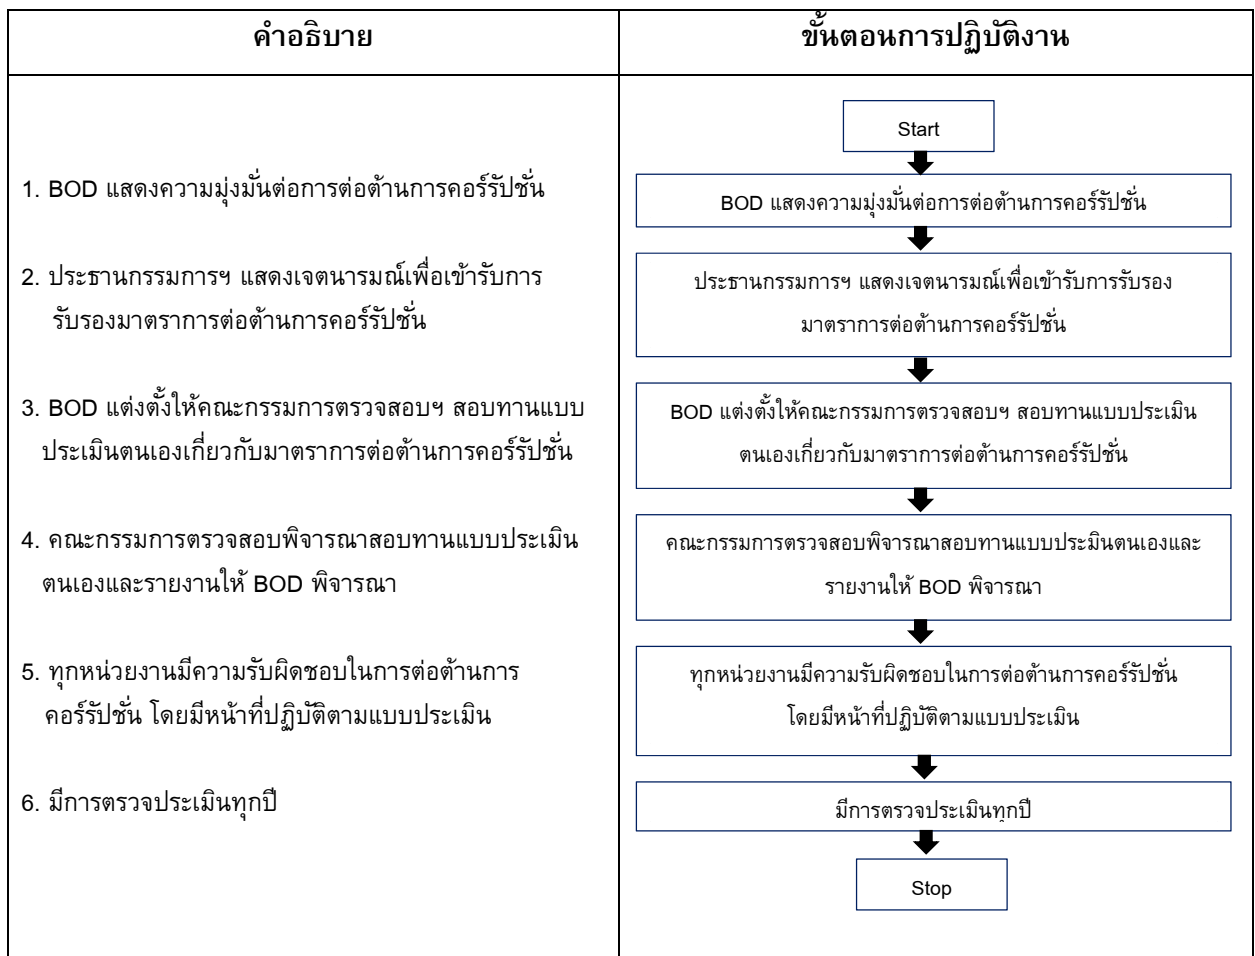 คำอธิบาย
ขั้นตอนการปฏิบัติงาน
1. BOD แสดงความมุ่งมั่นต่อการต่อต้านการคอร์รัปชั่น
2. ประธานกรรมการฯ แสดงเจตนารมณ์เพื่อเข้ารับการ
รับรองมาตราการต่อต้านการคอร์รัปชั่น
3. BOD แต่งตั้งให้คณะกรรมการตรวจสอบฯ สอบทานแบบ
ประเมินตนเองเกี่ยวกับมาตราการต่อต้านการคอร์รัปชั่น
4. คณะกรรมการตรวจสอบพิจารณาสอบทานแบบประเมิน
ตนเองและรายงานให้ BOD พิจารณา
5. ทุกหน่วยงานมีความรับผิดชอบในการต่อต้านการ
คอร์รัปชั่น โดยมีหน้าที่ปฏิบัติตามแบบประเมิน
6. มีการตรวจประเมินทุกปี
Start
BOD แสดงความมุ่งมั่นต่อการต่อต้านการคอร์รัปชั่น
ประธานกรรมการฯ แสดงเจตนารมณ์เพื่อเข้ารับการรับรอง
มาตราการต่อต้านการคอร์รัปชั่น
BOD แต่งตั้งให้คณะกรรมการตรวจสอบฯ สอบทานแบบประเมิน
ตนเองเกี่ยวกับมาตราการต่อต้านการคอร์รัปชั่น
คณะกรรมการตรวจสอบพิจารณาสอบทานแบบประมินตนเองและ
รายงานให้ BOD พิจารณา
ทุกหน่วยงานมีความรับผิดชอบในการต่อต้านการคอร์รัปชั่น
โดยมีหน้าที่ปฏิบัติตามแบบประเมิน
มีการตรวจประเมินทุกปี
Stop